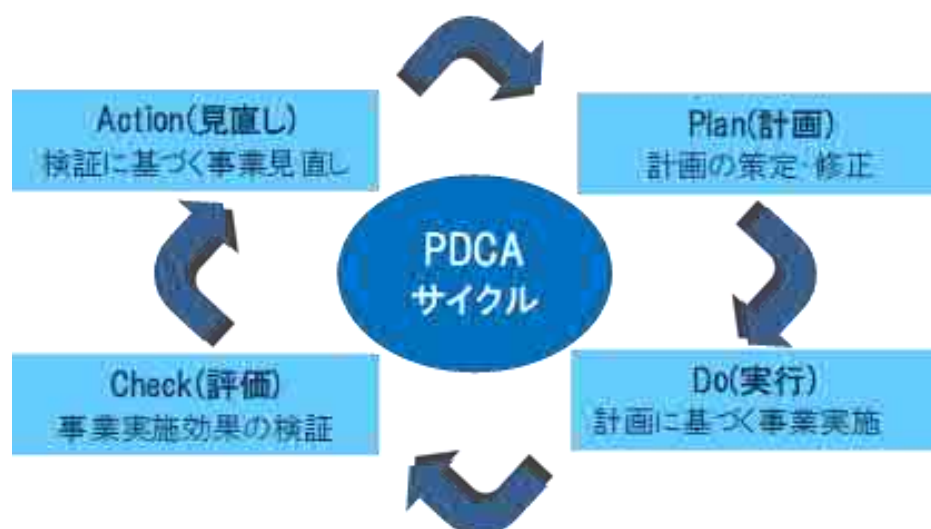 Action(見直し)
検証に基づく事業見直し
Plan(計画)
計画の策定・修正
PDCA
サイクル
Check(評価)
事業実施効果の検証
Do(実行)
計画に基づく事業実施